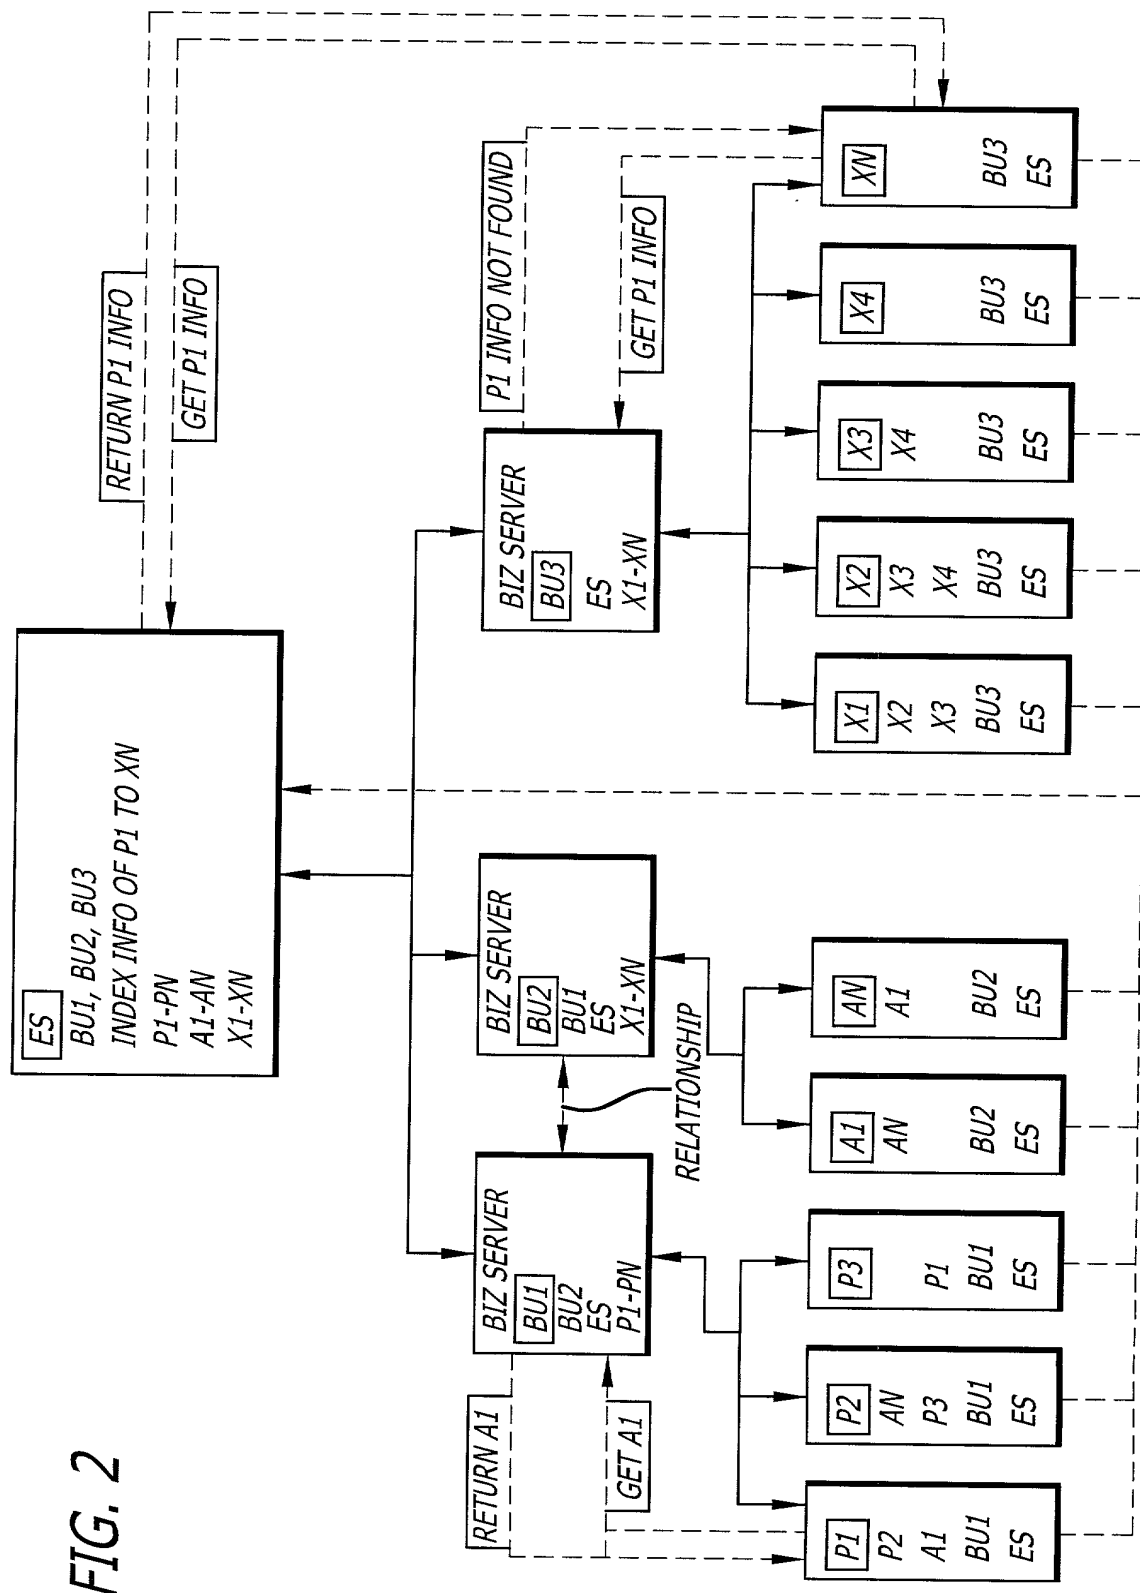 FIG. 2
ES
BU1, BU2, BU3
INDEX INFO OF P1 TO XN
P1-PN
A1-AN
X1-XN
RETURN P1 INFO
GET P1 INFO
BIZ SERVER
BU1
BU2
ES
P1-PN
RETURN A1
GET A1
RELATIONSHIP
BIZ SERVER
BU2
BU1
ES
X1-XN
BIZ SERVER
BU3
ES
X1-XN
P1 INFO NOT FOUND
GET P1 INFO
P1
P2
A1
BU1
ES
P2
AN
P3
BU1
ES
P3
P1
BU1
ES
A1
AN
BU2
ES
AN
A1
BU2
ES
X1
X2
X3
BU3
ES
X2
X3
X4
BU3
ES
X3
X4
BU3
ES
X4
BU3
ES
XN
BU3
ES